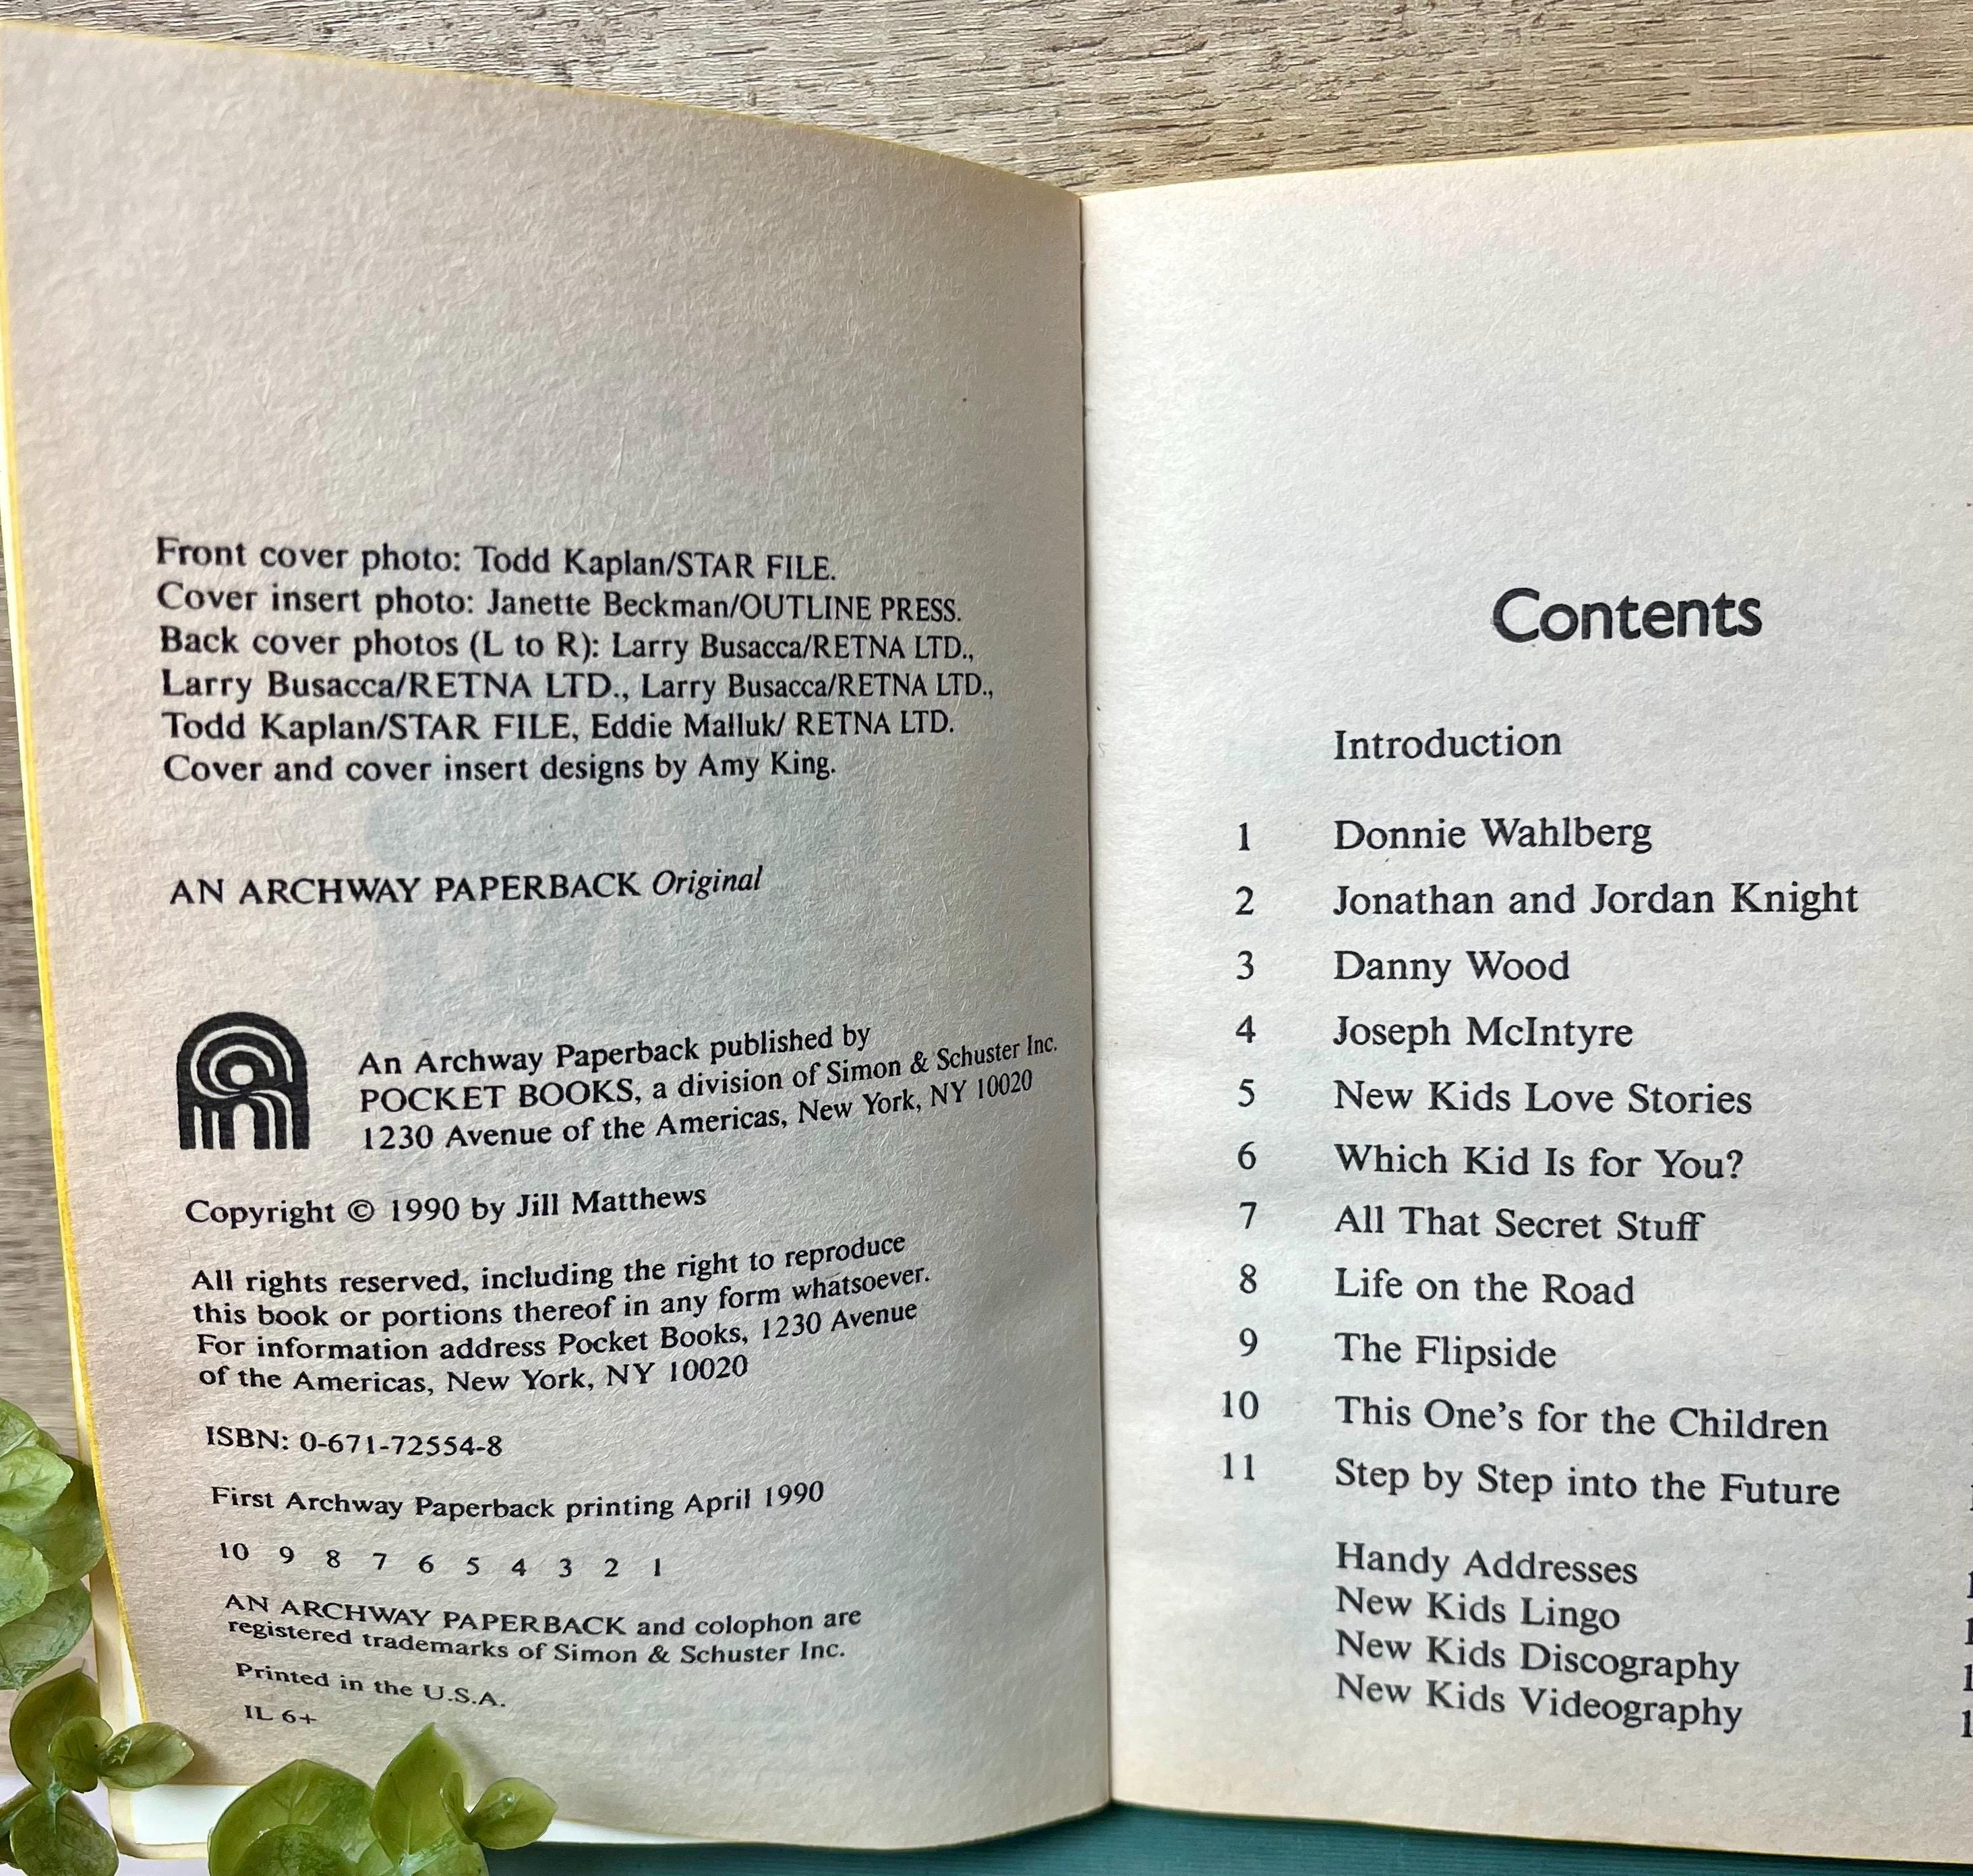 Front cover photo: Todd Kaplan/STAR FILE.
Cover insert photo: Janette Beckman/OUTLINE PRESS.
Back cover photos (L to R): Larry Busacca/RETNA LTD.,
Larry Busacca/RETNA LTD., Larry Busacca/RETNA LTD.,
Todd Kaplan/STAR FILE, Eddie Malluk/ RETNA LTD.
Cover and cover insert designs by Amy King.
AN ARCHWAY PAPERBACK Original
An Archway Paperback published by
POCKET BOOKS, a division of Simon & Schuster Inc.
1230 Avenue of the Americas, New York, NY 10020
Copyright © 1990 by Jill Matthews
All rights reserved, including the right to reproduce
this book or portions thereof in any form whatsoever.
For information address Pocket Books, 1230 Avenue
of the Americas, New York, NY 10020
ISBN: 0-671-72554-8
First Archway Paperback printing April 1990
10 9 8 7 6 5 4 3 2 1
AN ARCHWAY PAPERBACK and colophon are
registered trademarks of Simon & Schuster Inc.
Printed in the U.S.A.
IL 6+
Contents
Introduction
1 Donnie Wahlberg
2 Jonathan and Jordan Knight
3 Danny Wood
4 Joseph McIntyre
5 New Kids Love Stories
6 Which Kid Is for You?
7 All That Secret Stuff
8 Life on the Road
9 The Flipside
10 This One's for the Children
11 Step by Step into the Future
Handy Addresses
New Kids Lingo
New Kids Discography
New Kids Videography